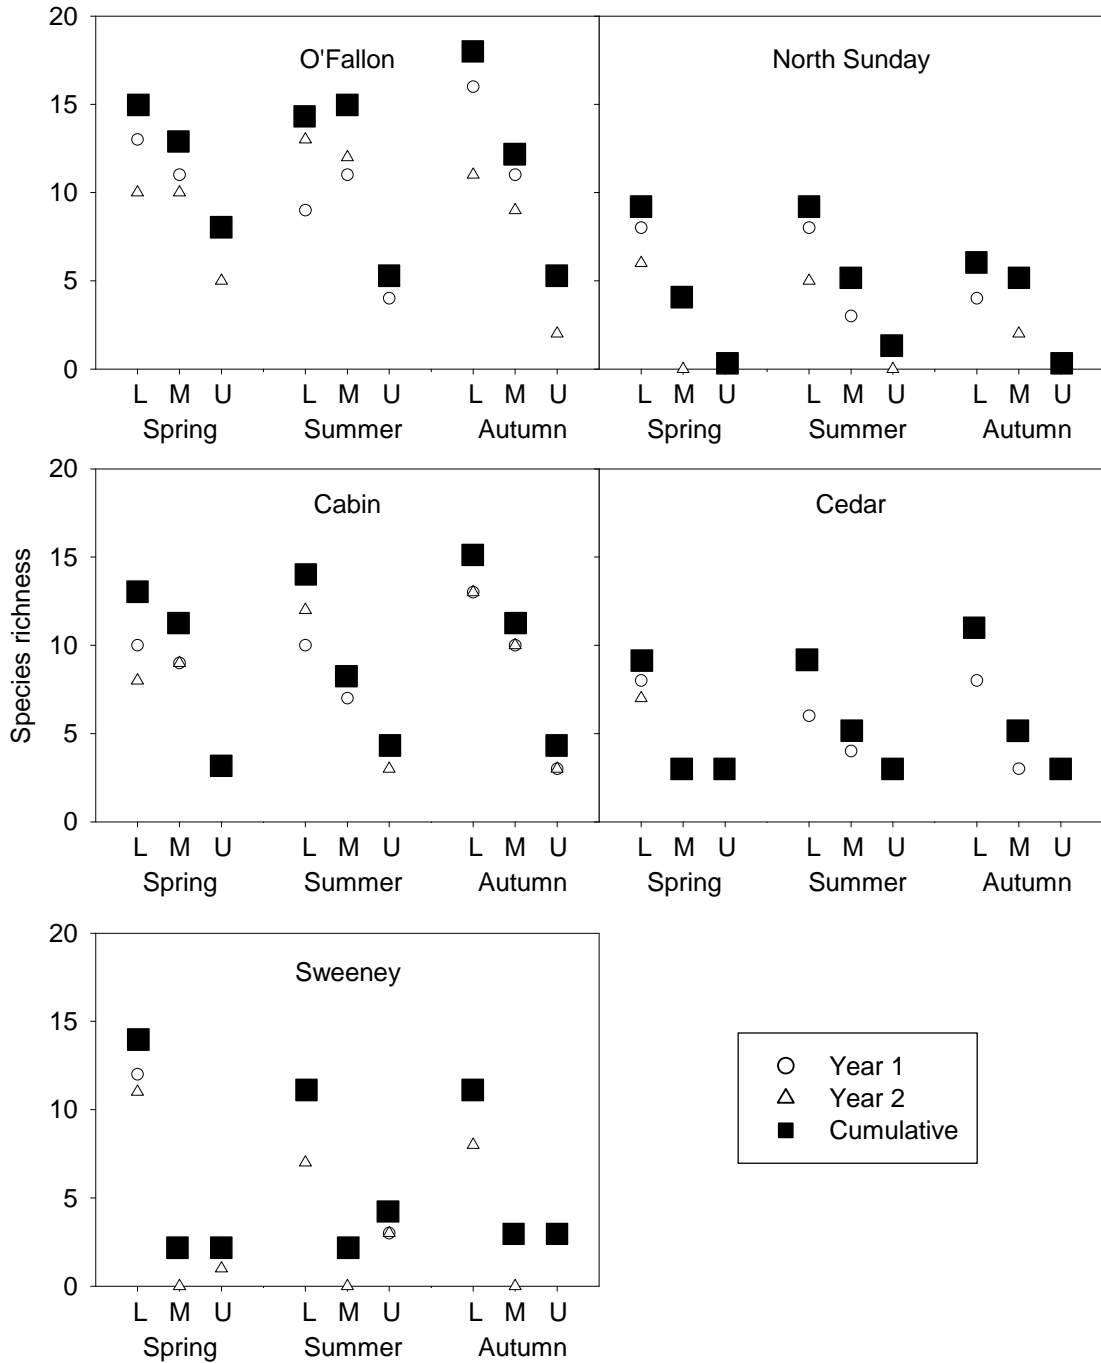 20
15
10
5
0
O'Fallon
North Sunday
L M U L M U L M U L M U L M U L M U
Spring Summer Autumn Spring Summer Autumn
Species richness
20
15
10
5
0
Cabin
Cedar
L M U L M U L M U L M U L M U L M U
Spring Summer Autumn Spring Summer Autumn
20
15
10
5
0
Sweeney
L M U L M U L M U
Spring Summer Autumn
Year 1
Year 2
Cumulative